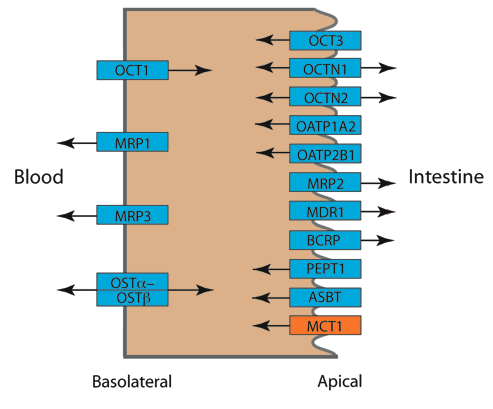 OCT3
OCT1
OCTN1
OCTN2
OATP1A2
MRP1
OATP2B1
Blood
MRP2
Intestine
MDR1
MRP3
BCRP
PEPT1
OSTα–
OSTβ
ASBT
MCT1
Basolateral
Apical